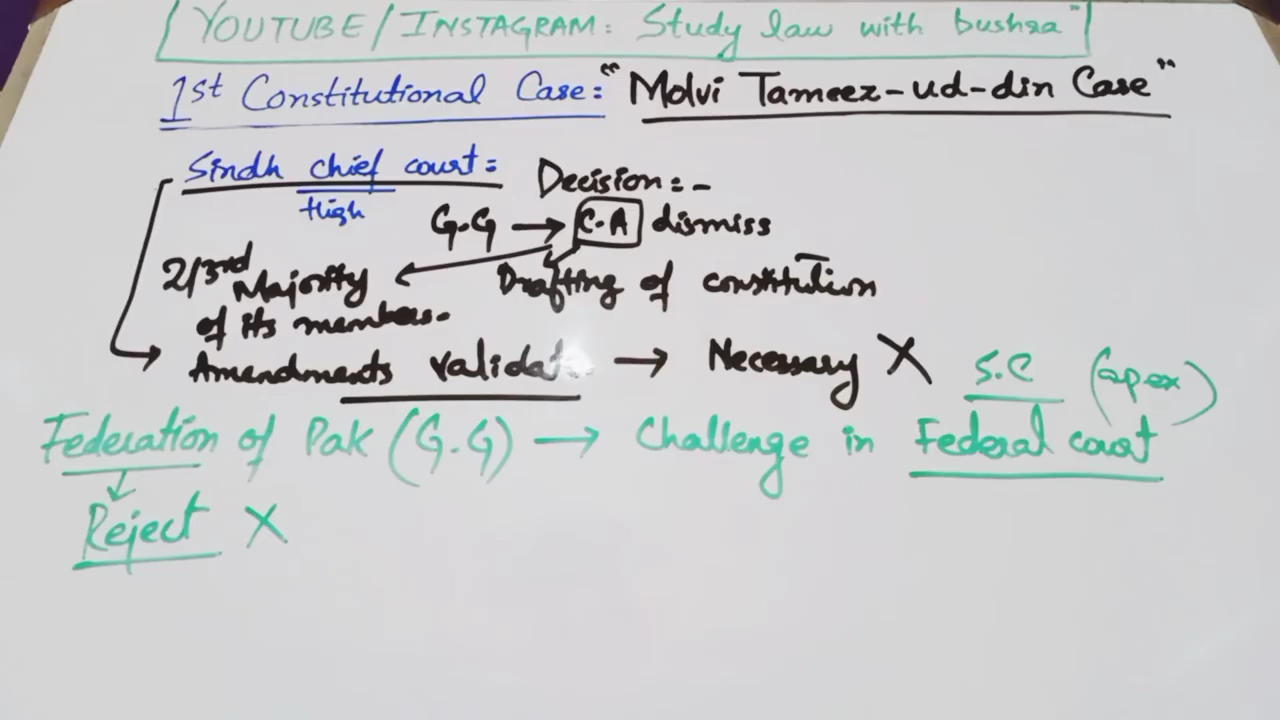 YOUTUBE/INSTAGRAM: Study law with bushra"
1st Constitutional Case:- "Molvi Tameez-ud-din Case"
Sindh chief court:- Decision:-
High
G.G → C.A dismiss
2/3rd Majority Drafting of constitution
of its members.
Amendments validat → Necessary X S.C (apex)
Federation of Pak (G.G) → Challenge in Federal court
Reject X